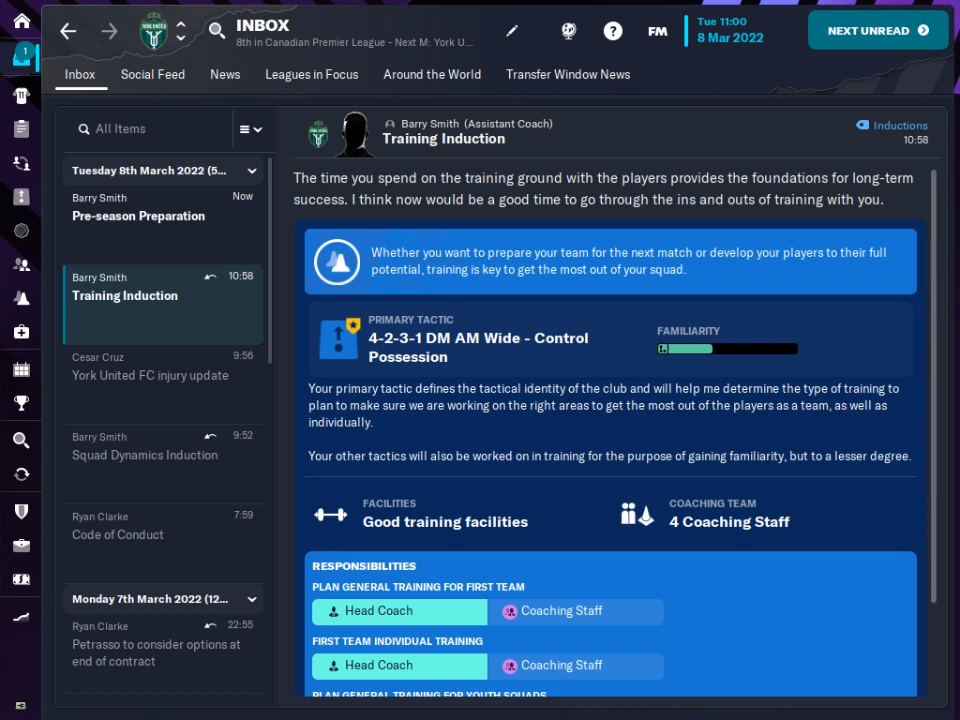 INBOX
8th in Canadian Premier League - Next M: York U...
FM
Tue 11:00
8 Mar 2022
NEXT UNREAD
1
Inbox
Social Feed
News
Leagues in Focus
Around the World
Transfer Window News
All Items
Tuesday 8th March 2022 (5...
Barry Smith
Now
Pre-season Preparation
Barry Smith
10:58
Training Induction
Cesar Cruz
9:56
York United FC injury update
Barry Smith
9:52
Squad Dynamics Induction
Ryan Clarke
7:59
Code of Conduct
Monday 7th March 2022 (12...
Ryan Clarke
22:55
Petrasso to consider options at
end of contract
Barry Smith (Assistant Coach)
Training Induction
Inductions
10:58
The time you spend on the training ground with the players provides the foundations for long-term
success. I think now would be a good time to go through the ins and outs of training with you.
Whether you want to prepare your team for the next match or develop your players to their full
potential, training is key to get the most out of your squad.
PRIMARY TACTIC
4-2-3-1 DM AM Wide - Control
Possession
FAMILIARITY
Your primary tactic defines the tactical identity of the club and will help me determine the type of training to
plan to make sure we are working on the right areas to get the most out of the players as a team, as well as
individually.
Your other tactics will also be worked on in training for the purpose of gaining familiarity, but to a lesser degree.
FACILITIES
Good training facilities
COACHING TEAM
4 Coaching Staff
RESPONSIBILITIES
PLAN GENERAL TRAINING FOR FIRST TEAM
Head Coach
Coaching Staff
FIRST TEAM INDIVIDUAL TRAINING
Head Coach
Coaching Staff
PLAN GENERAL TRAINING FOR YOUTH SQUADS